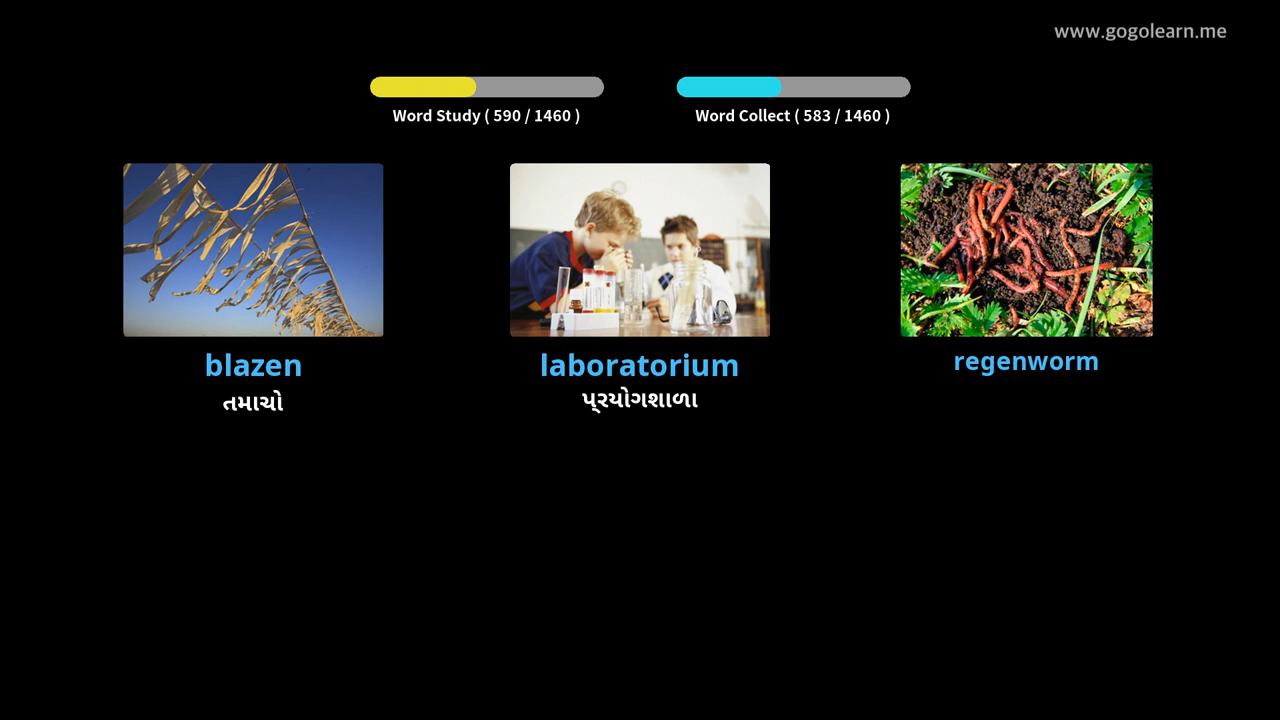 www.gogolearn.me
Word Study ( 590 / 1460 )
Word Collect ( 583 / 1460 )
blazen
laboratorium
regenworm
તમાચો
પ્રયોગશાળા